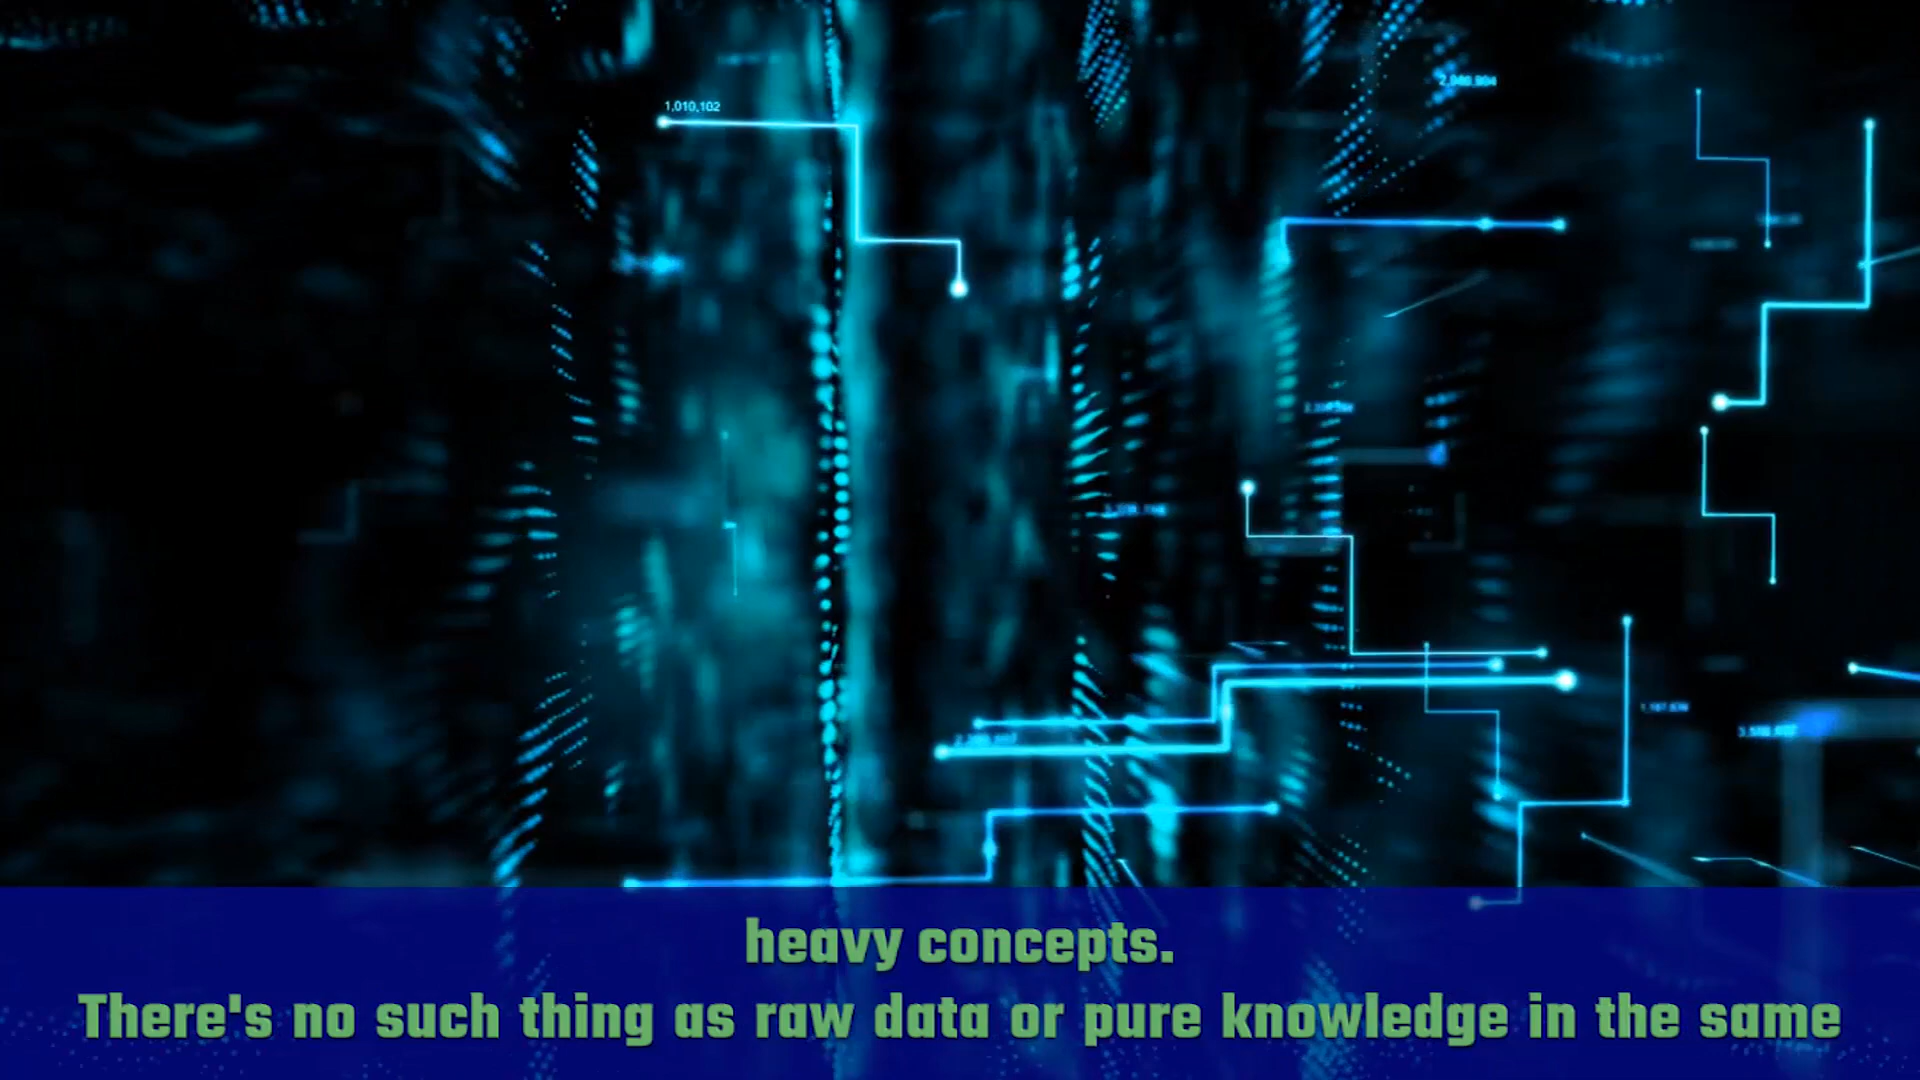 1,010,102
heavy concepts.
There's no such thing as raw data or pure knowledge in the same